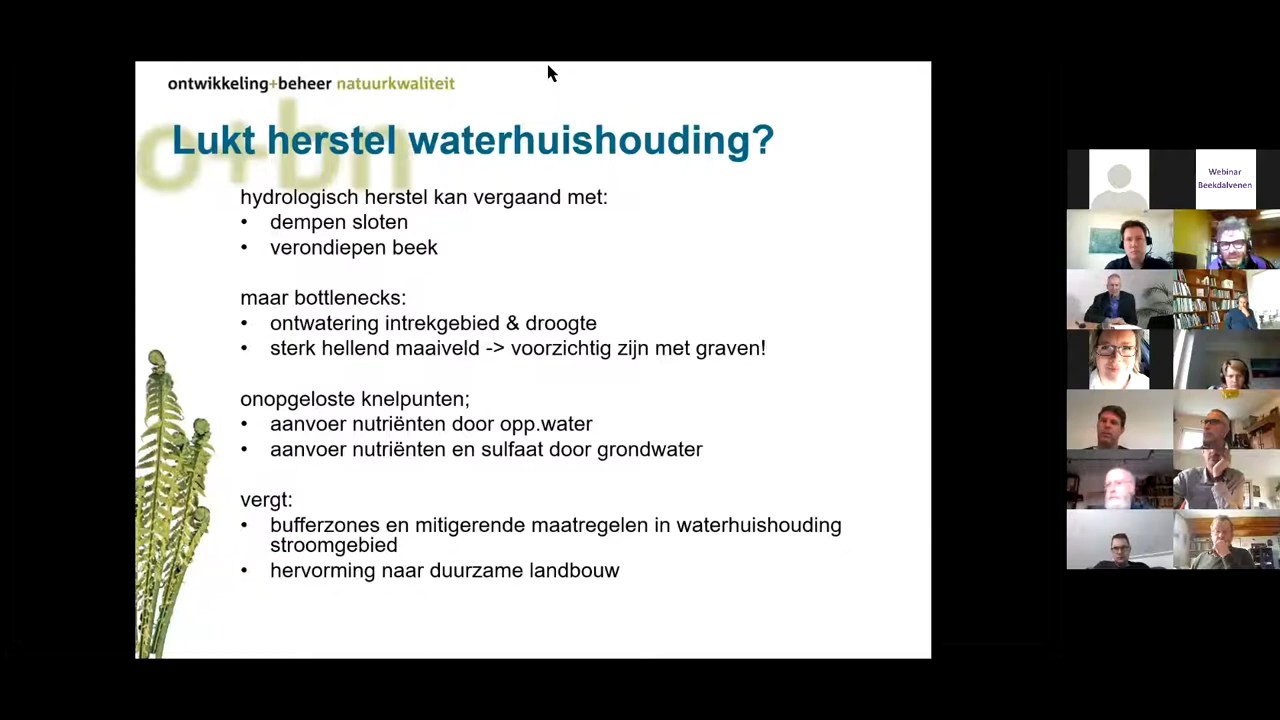 ontwikkeling+beheer natuurkwaliteit
o+bn
Lukt herstel waterhuishouding?
hydrologisch herstel kan vergaand met:
• dempen sloten
• verondiepen beek
maar bottlenecks:
• ontwatering intrekgebied & droogte
• sterk hellend maaiveld -> voorzichtig zijn met graven!
onopgeloste knelpunten;
• aanvoer nutriënten door opp.water
• aanvoer nutriënten en sulfaat door grondwater
vergt:
• bufferzones en mitigerende maatregelen in waterhuishouding
stroomgebied
• hervorming naar duurzame landbouw
Webinar
Beekdalvenen